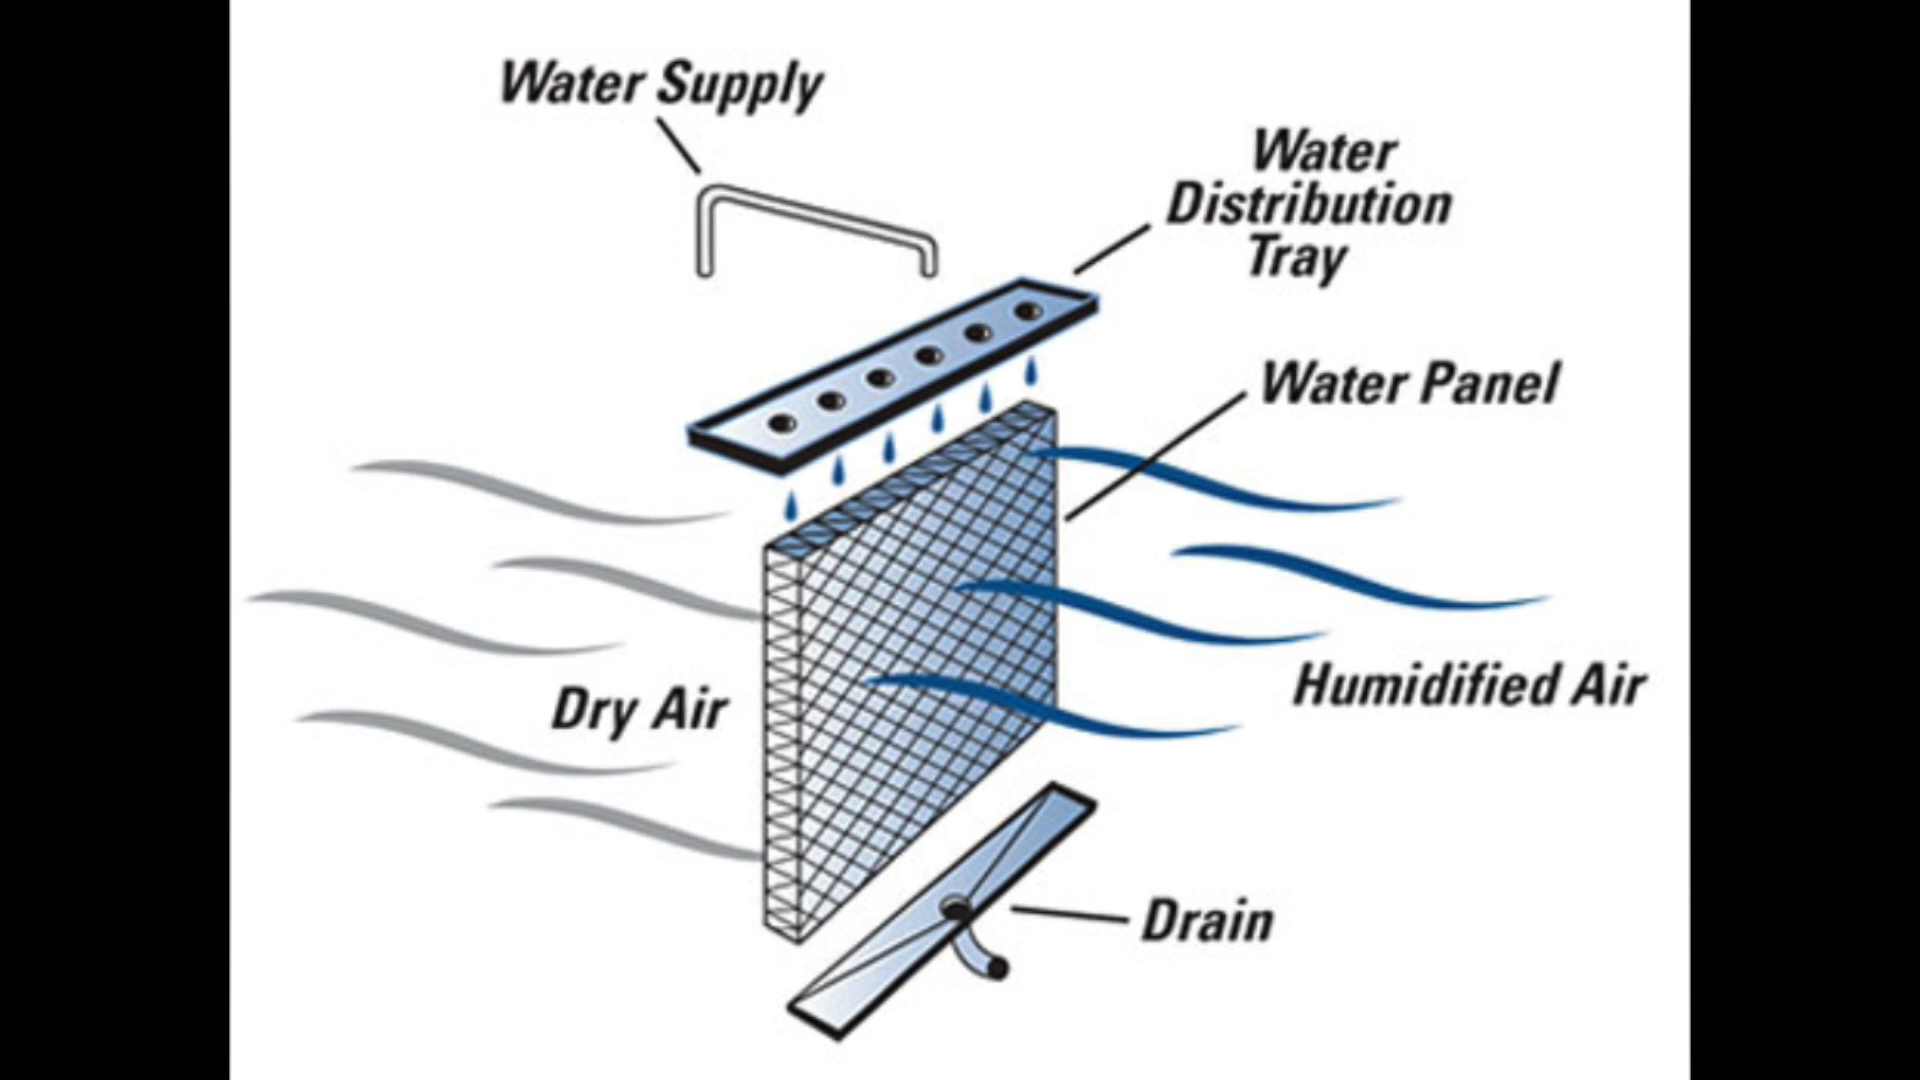 Water Supply
Water
Distribution
Tray
Water Panel
Dry Air
Humidified Air
Drain